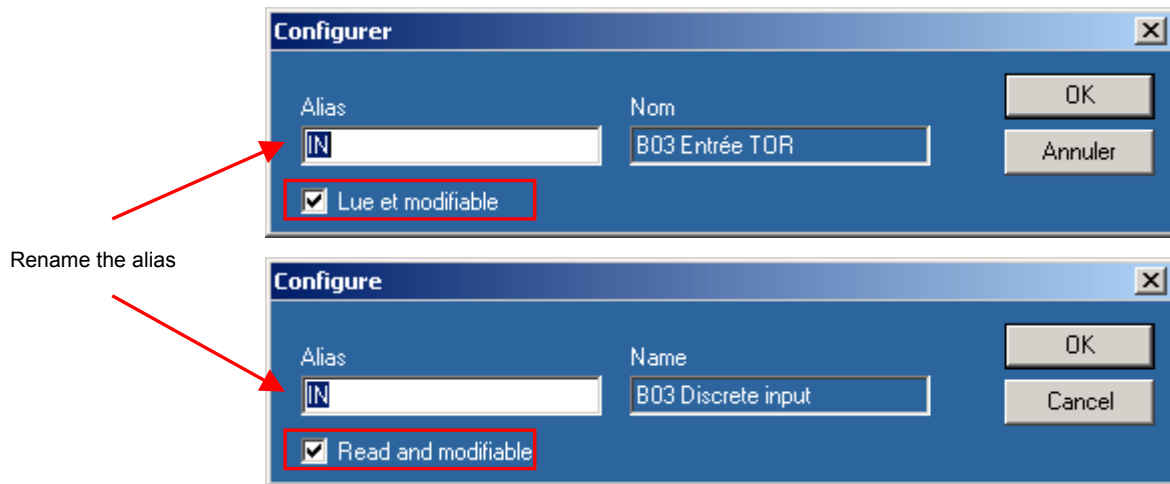 Configurer
Alias
Nom
OK
IN
B03 Entrée TOR
Annuler
Lue et modifiable
Rename the alias
Configure
Alias
Name
OK
IN
B03 Discrete input
Cancel
Read and modifiable